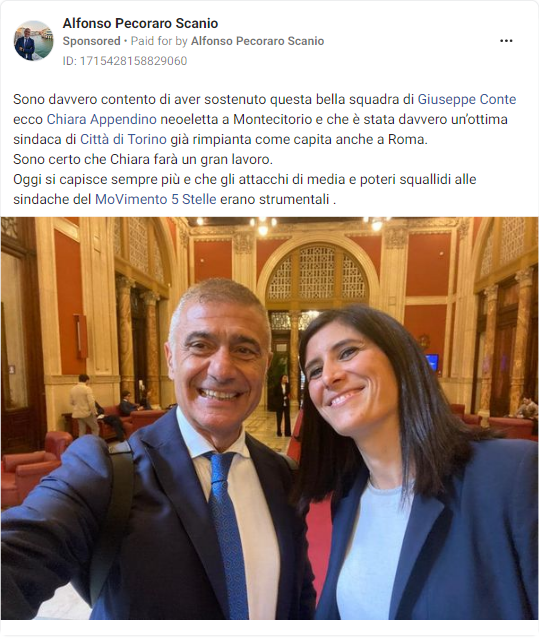 Alfonso Pecoraro Scanio
Sponsored • Paid for by Alfonso Pecoraro Scanio
ID: 1715428158829060
Sono davvero contento di aver sostenuto questa bella squadra di Giuseppe Conte
ecco Chiara Appendino neoeletta a Montecitorio e che è stata davvero un'ottima
sindaca di Città di Torino già rimpianta come capita anche a Roma.
Sono certo che Chiara farà un gran lavoro.
Oggi si capisce sempre più e che gli attacchi di media e poteri squallidi alle
sindache del MoVimento 5 Stelle erano strumentali .